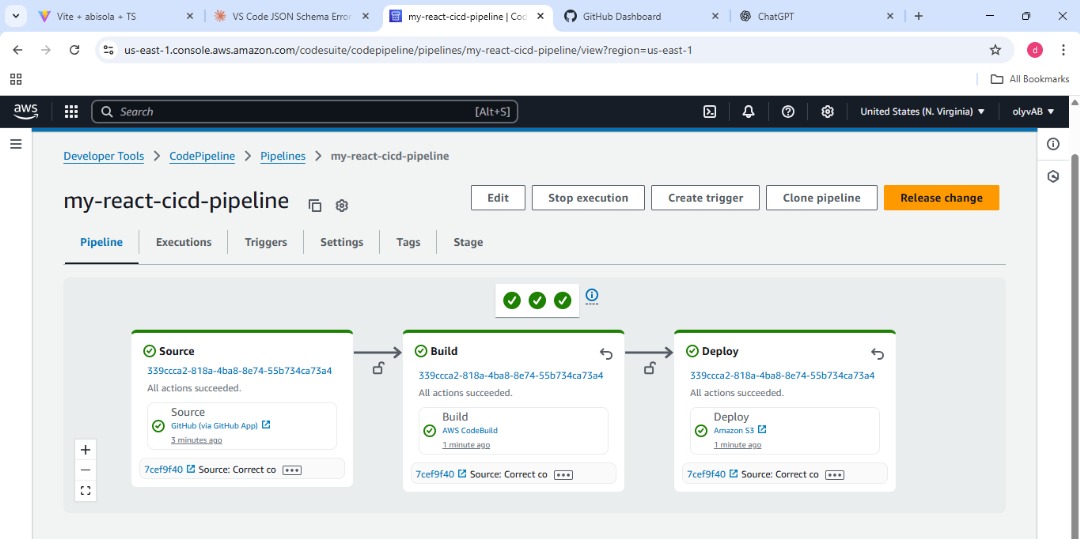 Vite + abisola + TS
VS Code JSON Schema Error
my-react-cicd-pipeline | Cod
GitHub Dashboard
ChatGPT
us-east-1.console.aws.amazon.com/codesuite/codepipeline/pipelines/my-react-cicd-pipeline/view?region=us-east-1
d
All Bookmarks
aws
Search
[Alt+S]
United States (N. Virginia)
olyvAB
Developer Tools
CodePipeline
Pipelines
my-react-cicd-pipeline
my-react-cicd-pipeline
Edit
Stop execution
Create trigger
Clone pipeline
Release change
Pipeline
Executions
Triggers
Settings
Tags
Stage
Source
339ccca2-818a-4ba8-8e74-55b734ca73a4
All actions succeeded.
Source
GitHub (via GitHub App)
3 minutes ago
7cef9f40 Source: Correct co
Build
339ccca2-818a-4ba8-8e74-55b734ca73a4
All actions succeeded.
Build
AWS CodeBuild
1 minute ago
7cef9f40 Source: Correct co
Deploy
339ccca2-818a-4ba8-8e74-55b734ca73a4
All actions succeeded.
Deploy
Amazon S3
1 minute ago
7cef9f40 Source: Correct co